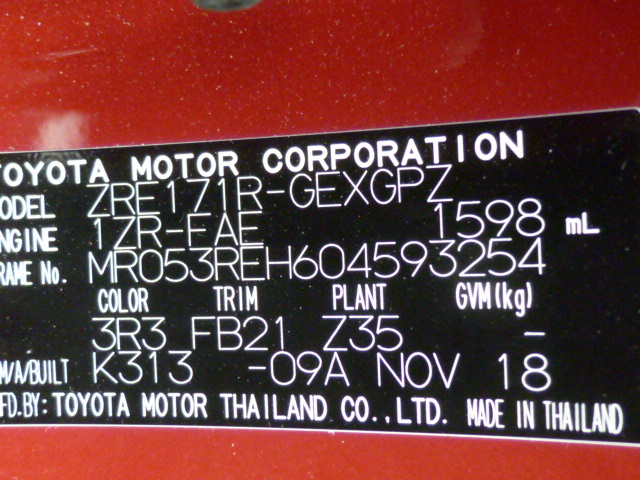 TOYOTA MOTOR CORPORATION
MODEL ZRE171R-GEXGPZ
ENGINE 1ZR-FAE 1598 mL
FRAME No. MR053REH604593254
COLOR TRIM PLANT GVM(kg)
3R3 FB21 Z35 -
M/A/BUILT K313 -09A NOV 18
MFD.BY: TOYOTA MOTOR THAILAND CO.,LTD. MADE IN THAILAND